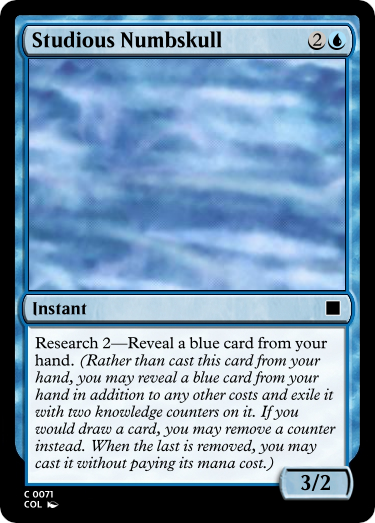 Studious Numbskull 2
Instant
Research 2—Reveal a blue card from your
hand. (Rather than cast this card from your
hand, you may reveal a blue card from your
hand in addition to any other costs and exile it
with two knowledge counters on it. If you
would draw a card, you may remove a counter
instead. When the last is removed, you may
cast it without paying its mana cost.)
3/2
C 0071
COL